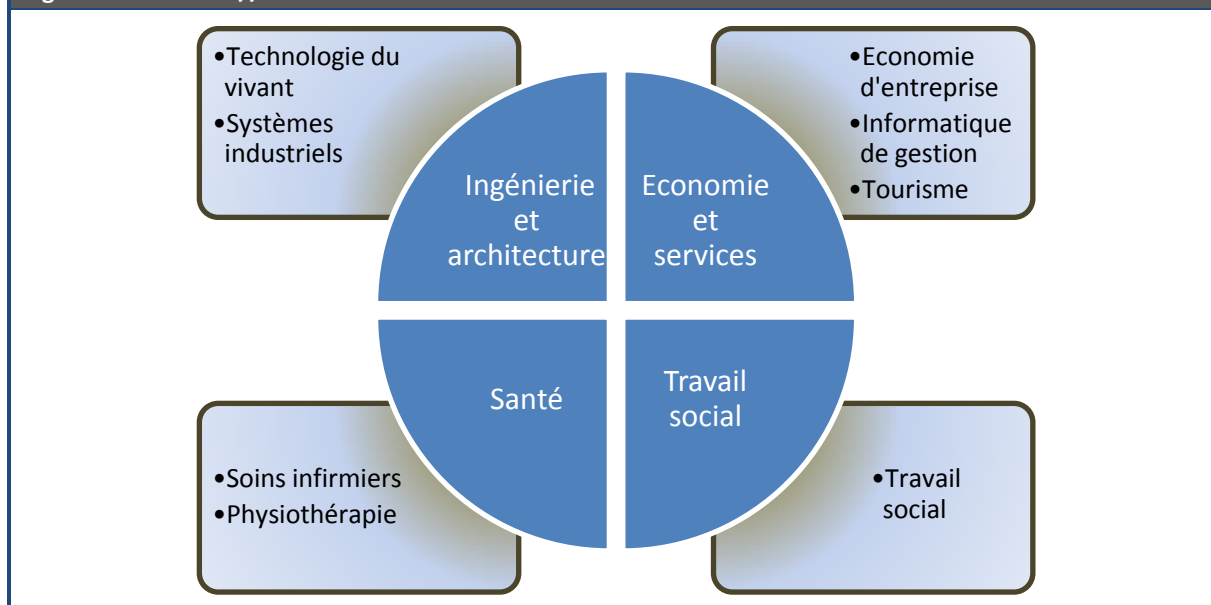 •Technologie du
vivant
•Systèmes
industriels
Ingénierie
et
architecture
•Economie
d'entreprise
•Informatique
de gestion
•Tourisme
Economie
et
services
Santé
•Soins infirmiers
•Physiothérapie
Travail
social
•Travail
social